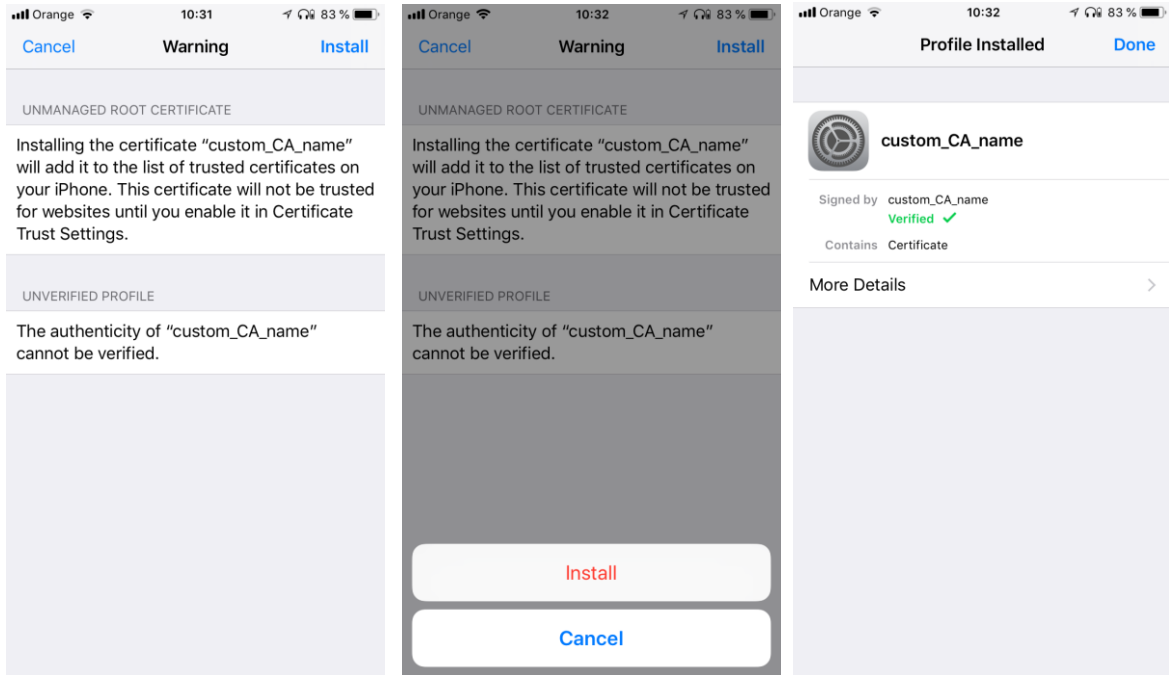 Orange 10:31 83 %
Cancel Warning Install
UNMANAGED ROOT CERTIFICATE
Installing the certificate “custom_CA_name”
will add it to the list of trusted certificates on
your iPhone. This certificate will not be trusted
for websites until you enable it in Certificate
Trust Settings.
UNVERIFIED PROFILE
The authenticity of “custom_CA_name”
cannot be verified.
Orange 10:32 83 %
Cancel Warning Install
UNMANAGED ROOT CERTIFICATE
Installing the certificate “custom_CA_name”
will add it to the list of trusted certificates on
your iPhone. This certificate will not be trusted
for websites until you enable it in Certificate
Trust Settings.
UNVERIFIED PROFILE
The authenticity of “custom_CA_name”
cannot be verified.
Install
Cancel
Orange 10:32 83 %
Profile Installed Done
custom_CA_name
Signed by custom_CA_name
Verified
Contains Certificate
More Details